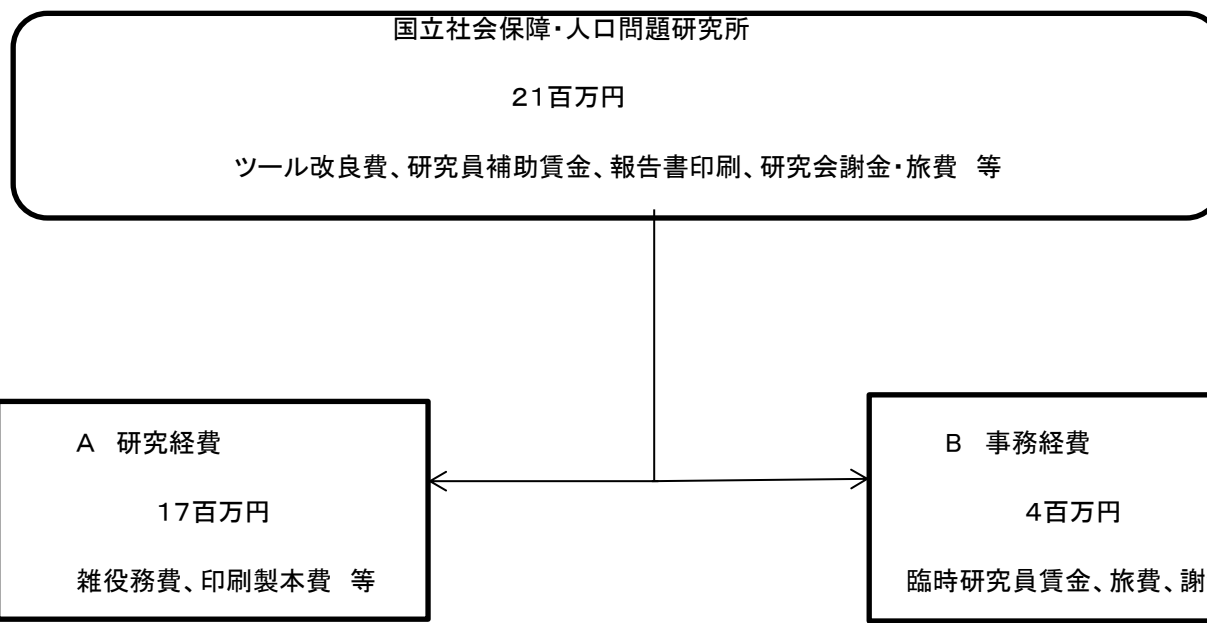 国立社会保障・人口問題研究所
21百万円
ツール改良費、研究員補助賃金、報告書印刷、研究会謝金・旅費　等
A　研究経費
17百万円
雑役務費、印刷製本費　等
B　事務経費
4百万円
臨時研究員賃金、旅費、謝